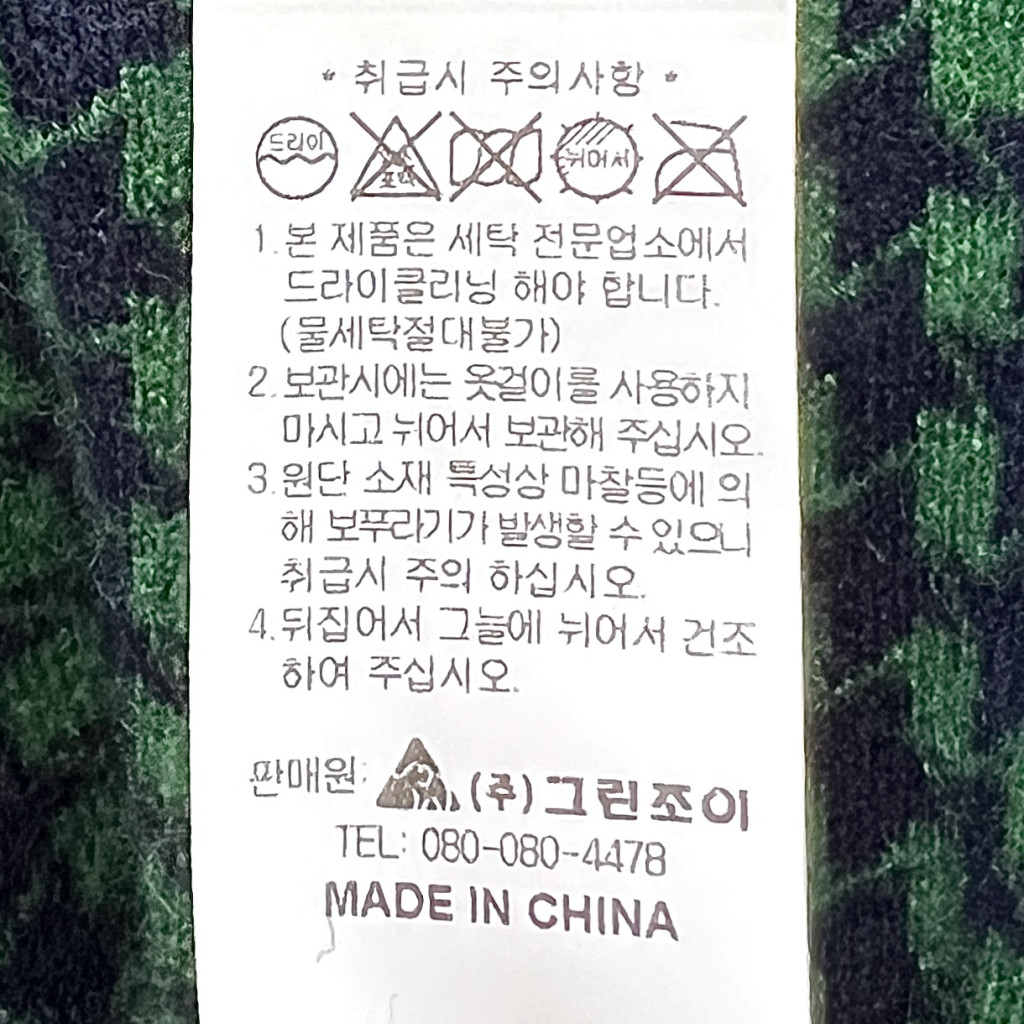 * 취급시 주의사항 *
드라이 표백 뉘어서
1. 본 제품은 세탁 전문업소에서
드라이클리닝 해야 합니다.
(물세탁절대불가)
2. 보관시에는 옷걸이를 사용하지
마시고 뉘어서 보관해 주십시오.
3. 원단 소재 특성상 마찰등에 의
해 보푸라기가 발생할 수 있으니
취급시 주의 하십시오.
4. 뒤집어서 그늘에 뉘어서 건조
하여 주십시오.
판매원: (주)그린조이
TEL: 080-080-4478
MADE IN CHINA